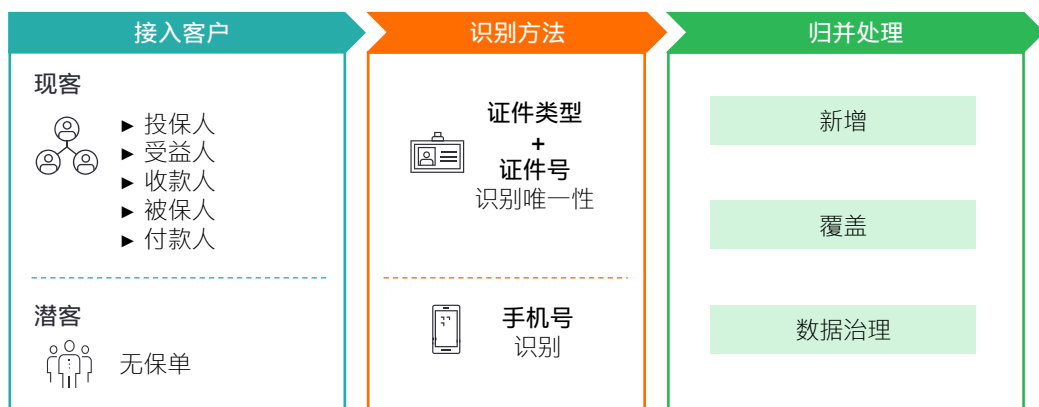 接入客户
识别方法
归并处理
现客
► 投保人
► 受益人
► 收款人
► 被保人
► 付款人
证件类型
+
证件号
识别唯一性
新增
覆盖
数据治理
潜客
无保单
手机号
识别